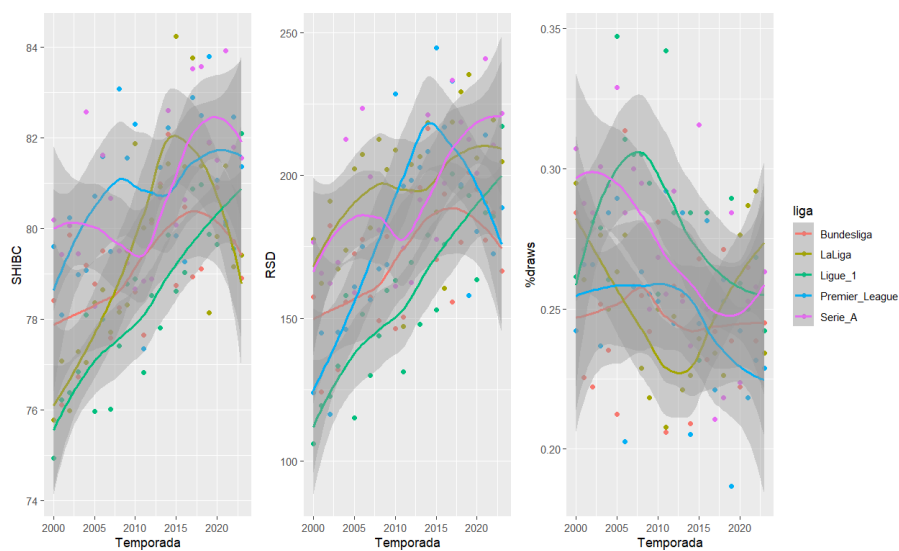 SHIBC
84
82
80
78
76
74
2000
2005
2010
2015
2020
Temporada
RSD
250
200
150
100
2000
2005
2010
2015
2020
Temporada
%draws
0.35
0.30
0.25
0.20
2000
2005
2010
2015
2020
Temporada
liga
Bundesliga
LaLiga
Ligue_1
Premier_League
Serie_A